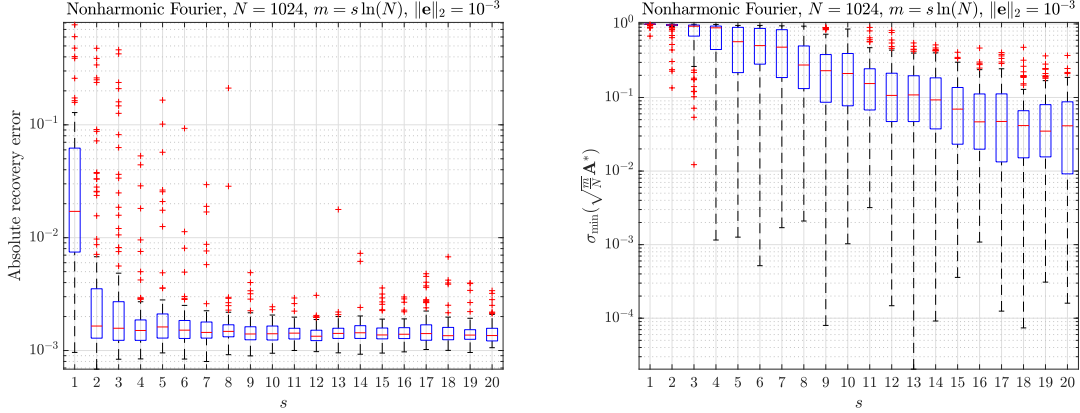 Nonharmonic Fourier, N = 1024, m = s ln(N), ‖e‖₂ = 10⁻³
Absolute recovery error
10⁻¹
10⁻²
10⁻³
1 2 3 4 5 6 7 8 9 10 11 12 13 14 15 16 17 18 19 20
s
Nonharmonic Fourier, N = 1024, m = s ln(N), ‖e‖₂ = 10⁻³
σ_min(√(m/N) A*)
10⁰
10⁻¹
10⁻²
10⁻³
10⁻⁴
1 2 3 4 5 6 7 8 9 10 11 12 13 14 15 16 17 18 19 20
s